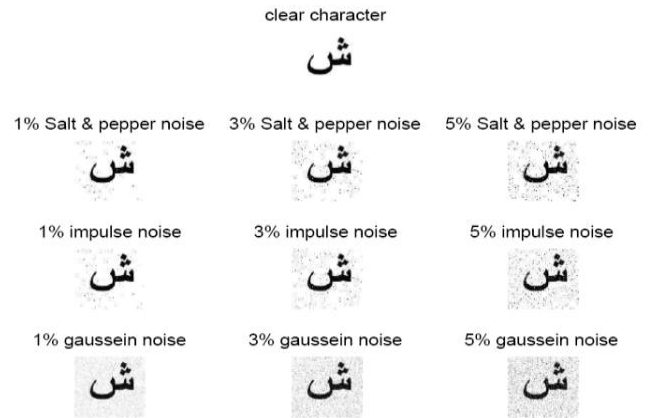 clear character
ش
1% Salt & pepper noise 3% Salt & pepper noise 5% Salt & pepper noise
ش ش ش
1% impulse noise 3% impulse noise 5% impulse noise
ش ش ش
1% gaussein noise 3% gaussein noise 5% gaussein noise
ش ش ش